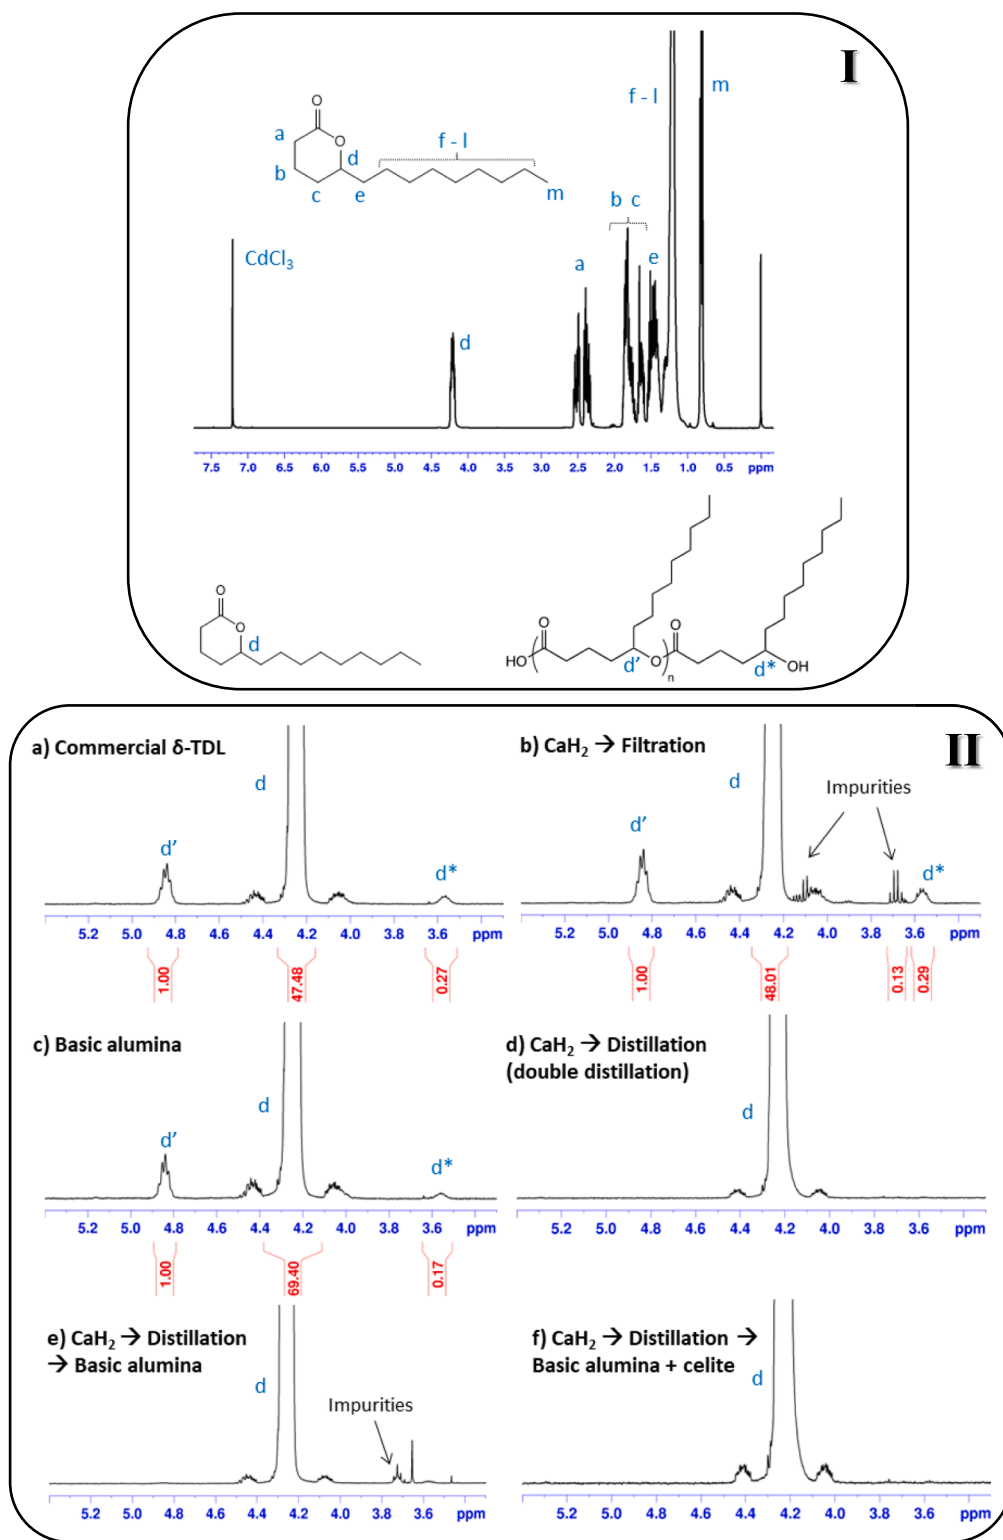 I
O
O
a
b
c
d
e
f - l
m
CdCl3
d
a
b c
e
f - l
m
7.5 7.0 6.5 6.0 5.5 5.0 4.5 4.0 3.5 3.0 2.5 2.0 1.5 1.0 0.5 ppm
O
O
d
O
HO
d'
O
n
O
d*
OH
II
a) Commercial δ-TDL
d
d'
d*
5.2 5.0 4.8 4.6 4.4 4.2 4.0 3.8 3.6 ppm
1.00
47.48
0.27
b) CaH2 → Filtration
d
Impurities
d'
d*
5.2 5.0 4.8 4.6 4.4 4.2 4.0 3.8 3.6 ppm
1.00
48.01
0.13
0.29
c) Basic alumina
d
d'
d*
5.2 5.0 4.8 4.6 4.4 4.2 4.0 3.8 3.6 ppm
1.00
69.40
0.17
d) CaH2 → Distillation
(double distillation)
d
5.2 5.0 4.8 4.6 4.4 4.2 4.0 3.8 3.6 ppm
e) CaH2 → Distillation
→ Basic alumina
d
Impurities
5.2 5.0 4.8 4.6 4.4 4.2 4.0 3.8 3.6 ppm
f) CaH2 → Distillation →
Basic alumina + celite
d
5.2 5.0 4.8 4.6 4.4 4.2 4.0 3.8 3.6 ppm